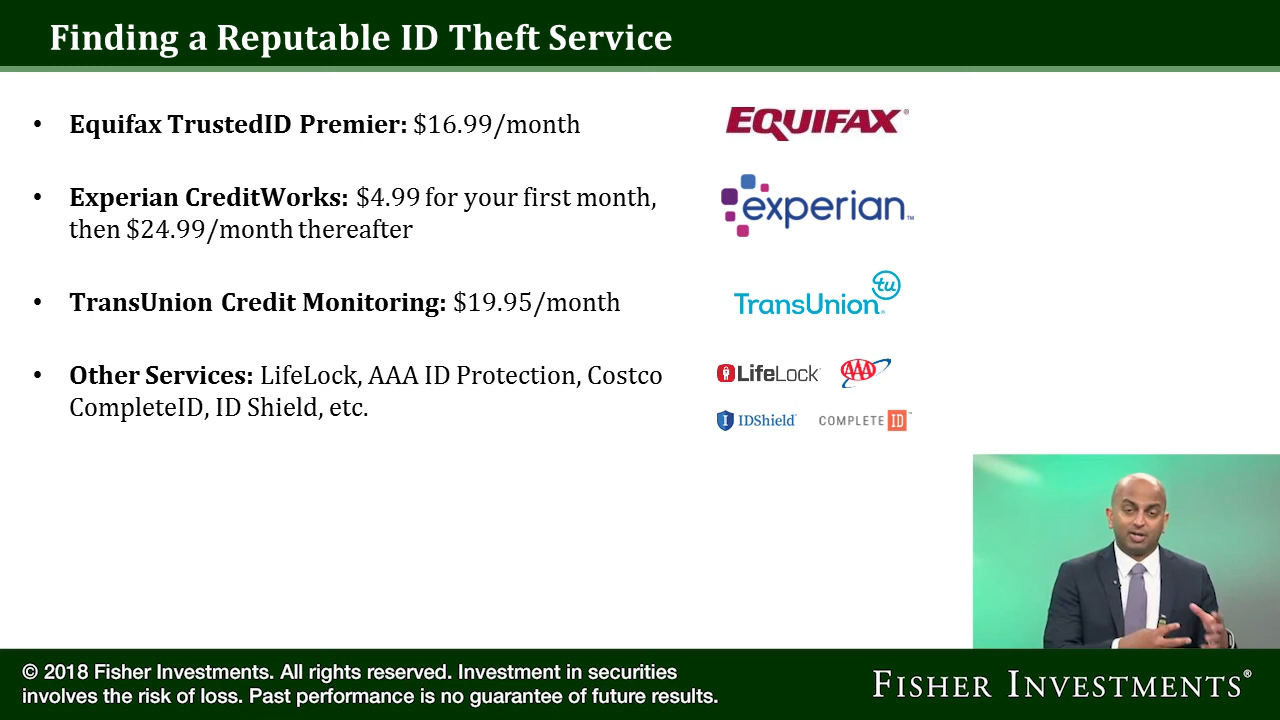 Finding a Reputable ID Theft Service
• Equifax TrustedID Premier: $16.99/month
EQUIFAX®
• Experian CreditWorks: $4.99 for your first month,
then $24.99/month thereafter
experian™
• TransUnion Credit Monitoring: $19.95/month
tu
TransUnion®
• Other Services: LifeLock, AAA ID Protection, Costco
CompleteID, ID Shield, etc.
LifeLock
AAA
IDShield
COMPLETE ID™
© 2018 Fisher Investments. All rights reserved. Investment in securities
involves the risk of loss. Past performance is no guarantee of future results.
FISHER INVESTMENTS®